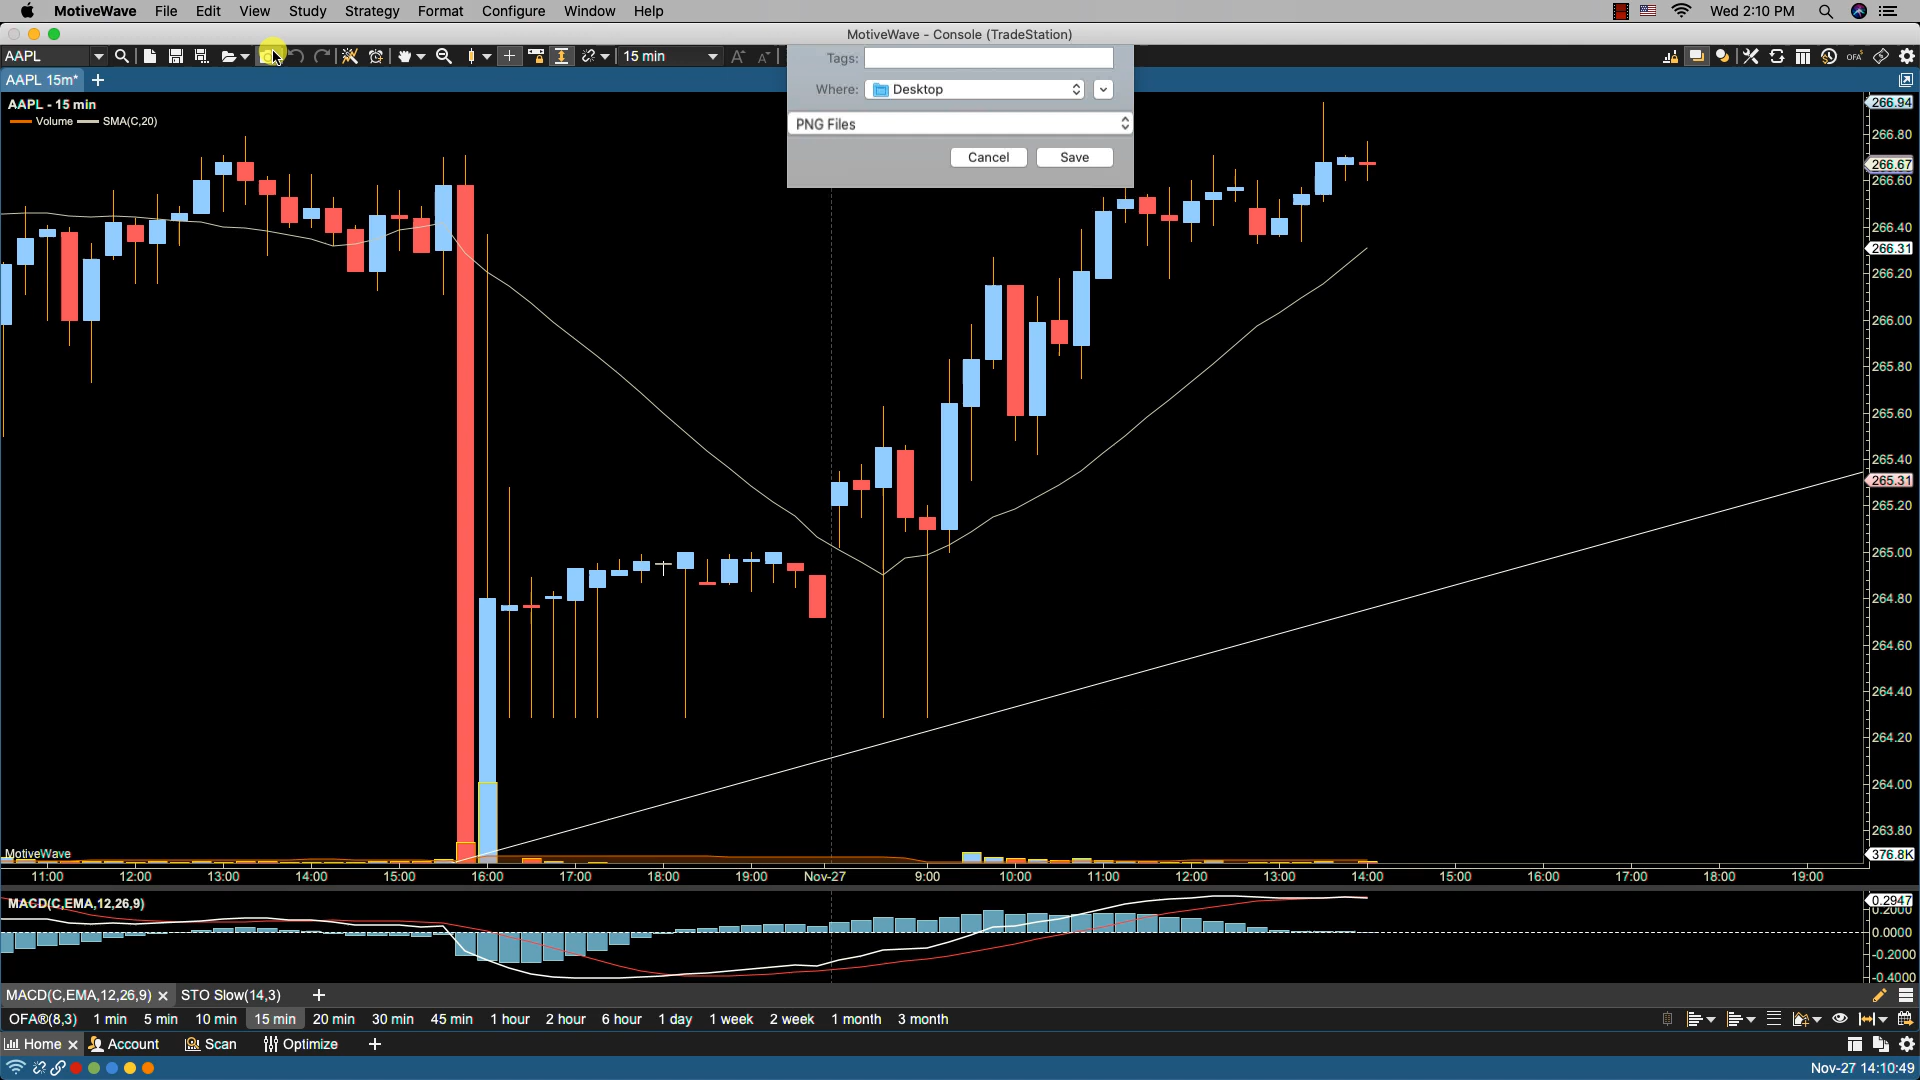 MotiveWave File Edit View Study Strategy Format Configure Window Help Wed 2:10 PM
MotiveWave - Console (TradeStation)
AAPL 15 min OFA
AAPL 15m*
Tags:
Where: Desktop
PNG Files
Cancel Save
AAPL - 15 min
Volume SMA(C,20)
266.94
266.80
266.67
266.60
266.40
266.31
266.20
266.00
265.80
265.60
265.40
265.31
265.20
265.00
264.80
264.60
264.40
264.20
264.00
263.80
376.8K
MotiveWave
11:00 12:00 13:00 14:00 15:00 16:00 17:00 18:00 19:00 Nov-27 9:00 10:00 11:00 12:00 13:00 14:00 15:00 16:00 17:00 18:00 19:00
MACD(C,EMA,12,26,9)
0.2947
0.2000
0.0000
-0.2000
-0.4000
MACD(C,EMA,12,26,9) STO Slow(14,3)
OFA®(8,3) 1 min 5 min 10 min 15 min 20 min 30 min 45 min 1 hour 2 hour 6 hour 1 day 1 week 2 week 1 month 3 month
Home Account Scan Optimize
Nov-27 14:10:49